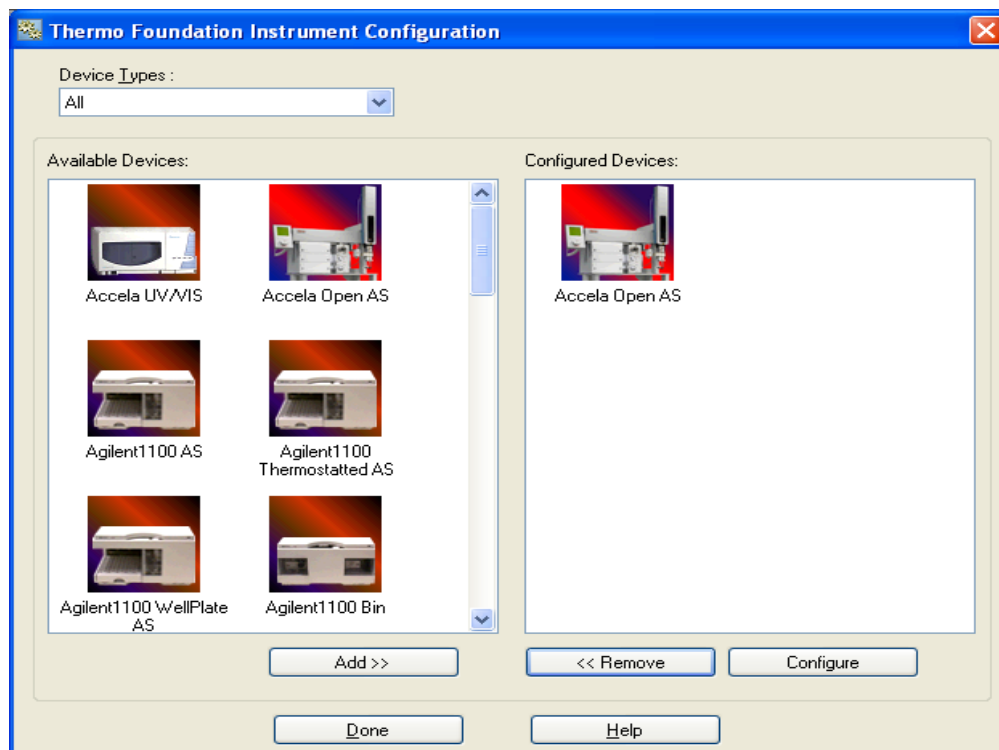 Thermo Foundation Instrument Configuration
Device Types :
All
Available Devices:
Configured Devices:
Accela UV/VIS
Accela Open AS
Accela Open AS
Agilent1100 AS
Agilent1100
Thermostatted AS
Agilent1100 WellPlate
AS
Agilent1100 Bin
Add >>
<< Remove
Configure
Done
Help